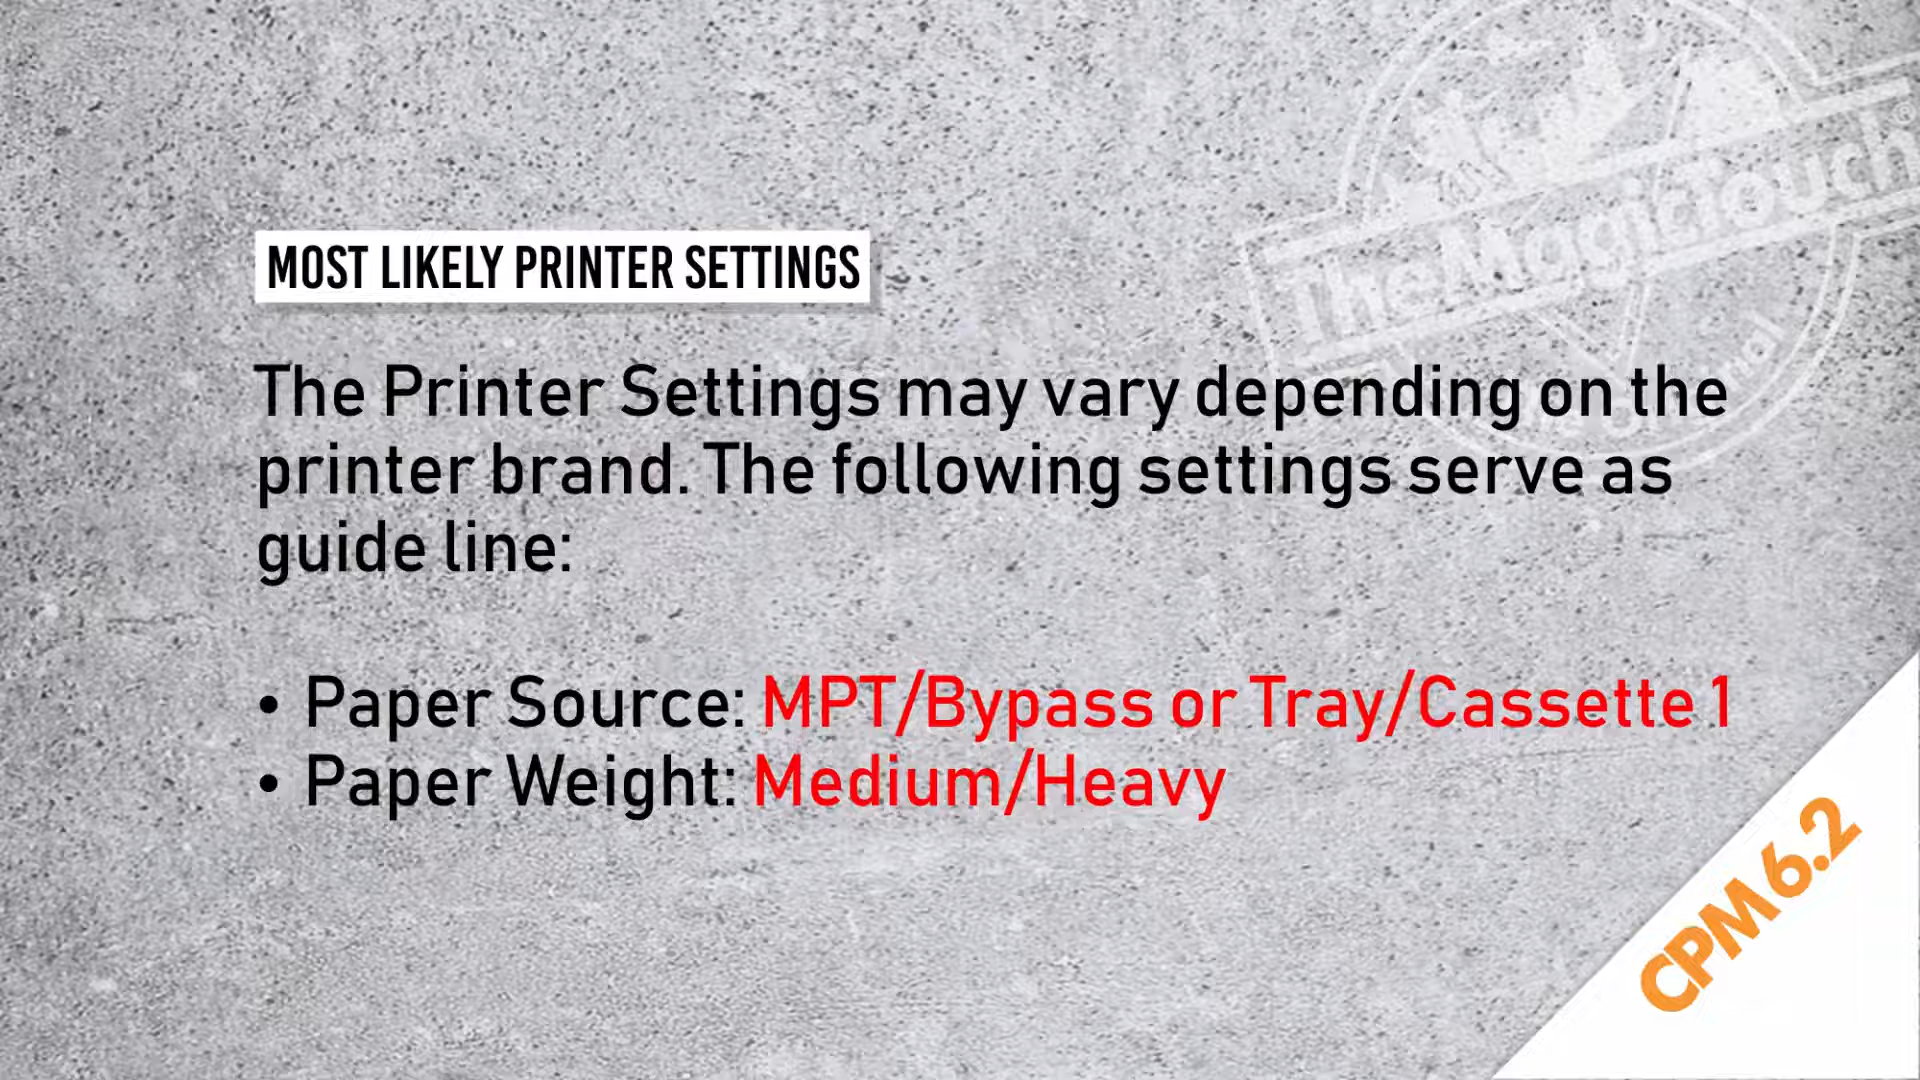 TheMagicTouch®
MOST LIKELY PRINTER SETTINGS
The Printer Settings may vary depending on the
printer brand. The following settings serve as
guide line:
• Paper Source: MPT/Bypass or Tray/Cassette 1
• Paper Weight: Medium/Heavy
CPM 6.2